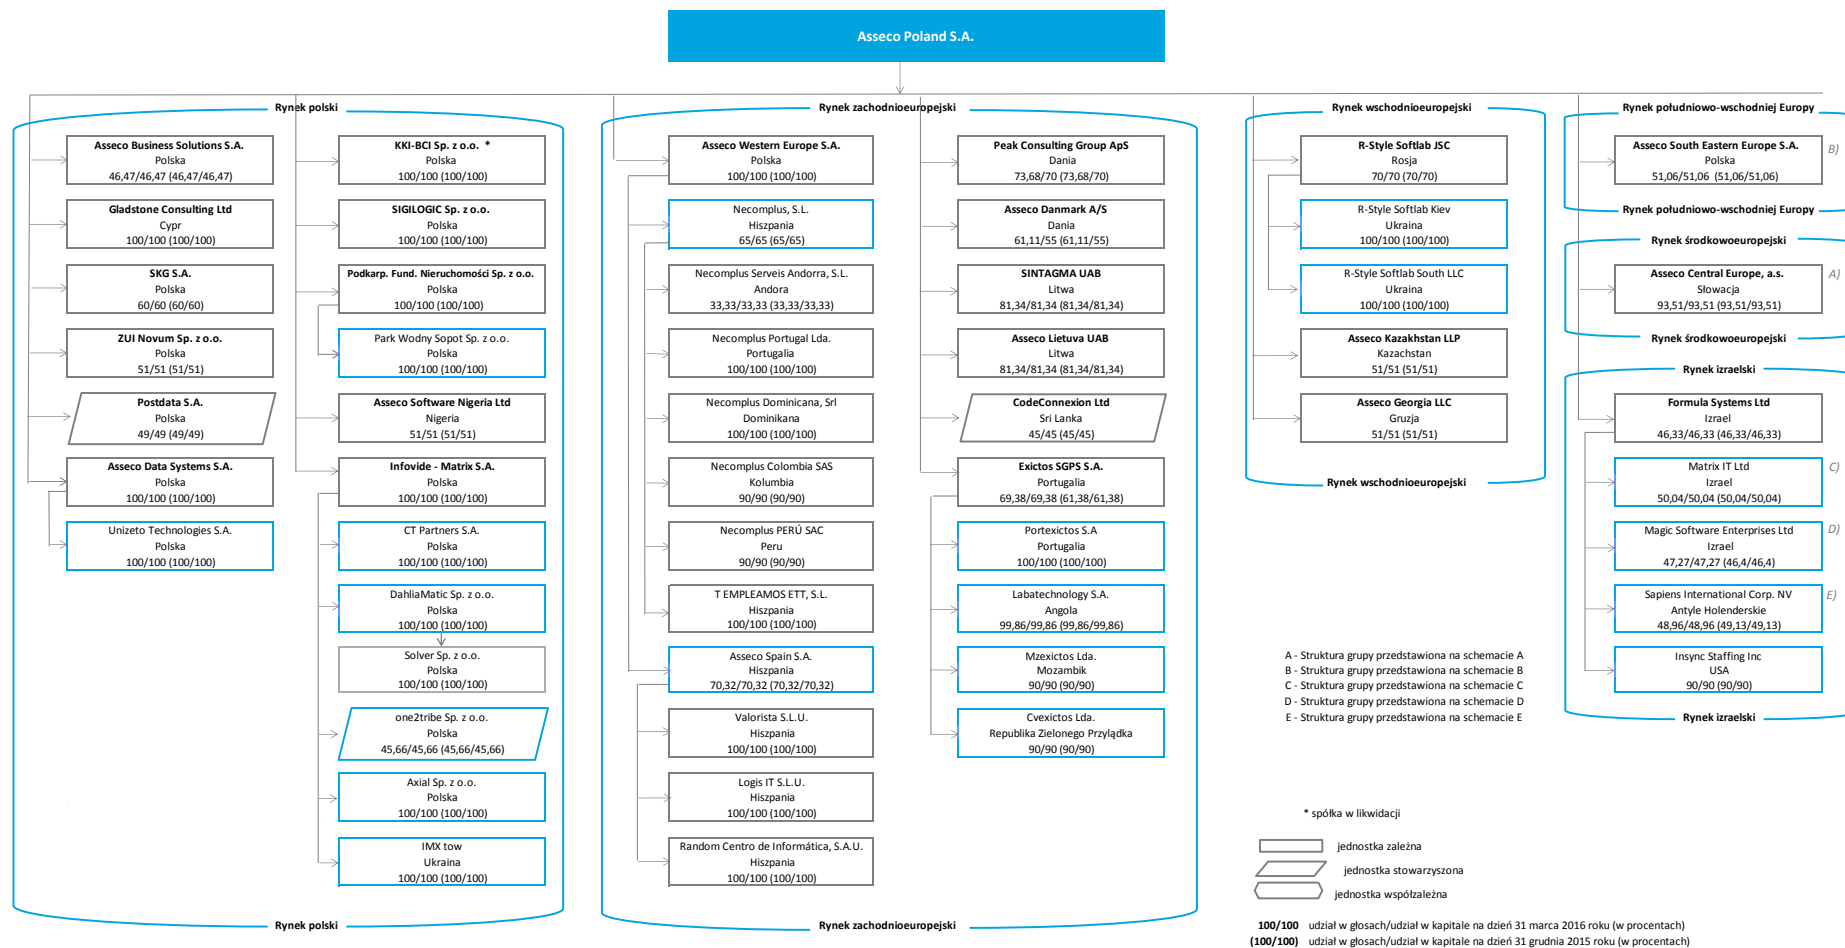 Asseco Poland S.A.
Rynek polski
Asseco Business Solutions S.A.
Polska
46,47/46,47 (46,47/46,47)
Gladstone Consulting Ltd
Cypr
100/100 (100/100)
SKG S.A.
Polska
60/60 (60/60)
ZUI Novum Sp. z o.o.
Polska
51/51 (51/51)
Postdata S.A.
Polska
49/49 (49/49)
Asseco Data Systems S.A.
Polska
100/100 (100/100)
Unizeto Technologies S.A.
Polska
100/100 (100/100)
KKI-BCI Sp. z o.o. *
Polska
100/100 (100/100)
SIGILOGIC Sp. z o.o.
Polska
100/100 (100/100)
Podkarp. Fund. Nieruchomości Sp. z o.o.
Polska
100/100 (100/100)
Park Wodny Sopot Sp. z o.o.
Polska
100/100 (100/100)
Asseco Software Nigeria Ltd
Nigeria
51/51 (51/51)
Infovide - Matrix S.A.
Polska
100/100 (100/100)
CT Partners S.A.
Polska
100/100 (100/100)
DahliaMatic Sp. z o.o.
Polska
100/100 (100/100)
Solver Sp. z o.o.
Polska
100/100 (100/100)
one2tribe Sp. z o.o.
Polska
45,66/45,66 (45,66/45,66)
Axial Sp. z o.o.
Polska
100/100 (100/100)
IMX tow
Ukraina
100/100 (100/100)
Rynek polski
Rynek zachodnioeuropejski
Asseco Western Europe S.A.
Polska
100/100 (100/100)
Necomplus, S.L.
Hiszpania
65/65 (65/65)
Necomplus Serveis Andorra, S.L.
Andora
33,33/33,33 (33,33/33,33)
Necomplus Portugal Lda.
Portugalia
100/100 (100/100)
Necomplus Dominicana, Srl
Dominikana
100/100 (100/100)
Necomplus Colombia SAS
Kolumbia
90/90 (90/90)
Necomplus PERÚ SAC
Peru
90/90 (90/90)
T EMPLEAMOS ETT, S.L.
Hiszpania
100/100 (100/100)
Asseco Spain S.A.
Hiszpania
70,32/70,32 (70,32/70,32)
Valorista S.L.U.
Hiszpania
100/100 (100/100)
Logis IT S.L.U.
Hiszpania
100/100 (100/100)
Random Centro de Informática, S.A.U.
Hiszpania
100/100 (100/100)
Peak Consulting Group ApS
Dania
73,68/70 (73,68/70)
Asseco Danmark A/S
Dania
61,11/55 (61,11/55)
SINTAGMA UAB
Litwa
81,34/81,34 (81,34/81,34)
Asseco Lietuva UAB
Litwa
81,34/81,34 (81,34/81,34)
CodeConnexion Ltd
Sri Lanka
45/45 (45/45)
Exictos SGPS S.A.
Portugalia
69,38/69,38 (61,38/61,38)
Portexictos S.A
Portugalia
100/100 (100/100)
Labatechnology S.A.
Angola
99,86/99,86 (99,86/99,86)
Mzexictos Lda.
Mozambik
90/90 (90/90)
Cvexictos Lda.
Republika Zielonego Przylądka
90/90 (90/90)
Rynek zachodnioeuropejski
Rynek wschodnioeuropejski
R-Style Softlab JSC
Rosja
70/70 (70/70)
R-Style Softlab Kiev
Ukraina
100/100 (100/100)
R-Style Softlab South LLC
Ukraina
100/100 (100/100)
Asseco Kazakhstan LLP
Kazachstan
51/51 (51/51)
Asseco Georgia LLC
Gruzja
51/51 (51/51)
Rynek wschodnioeuropejski
Rynek południowo-wschodniej Europy
Asseco South Eastern Europe S.A.
Polska
51,06/51,06 (51,06/51,06)
B)
Rynek południowo-wschodniej Europy
Rynek środkowoeuropejski
Asseco Central Europe, a.s.
Słowacja
93,51/93,51 (93,51/93,51)
A)
Rynek środkowoeuropejski
Rynek izraelski
Formula Systems Ltd
Izrael
46,33/46,33 (46,33/46,33)
Matrix IT Ltd
Izrael
50,04/50,04 (50,04/50,04)
C)
Magic Software Enterprises Ltd
Izrael
47,27/47,27 (46,4/46,4)
D)
Sapiens International Corp. NV
Antyle Holenderskie
48,96/48,96 (49,13/49,13)
E)
Insync Staffing Inc
USA
90/90 (90/90)
Rynek izraelski
A - Struktura grupy przedstawiona na schemacie A
B - Struktura grupy przedstawiona na schemacie B
C - Struktura grupy przedstawiona na schemacie C
D - Struktura grupy przedstawiona na schemacie D
E - Struktura grupy przedstawiona na schemacie E
* spółka w likwidacji
jednostka zależna
jednostka stowarzyszona
jednostka współzależna
100/100 udział w głosach/udział w kapitale na dzień 31 marca 2016 roku (w procentach)
(100/100) udział w głosach/udział w kapitale na dzień 31 grudnia 2015 roku (w procentach)